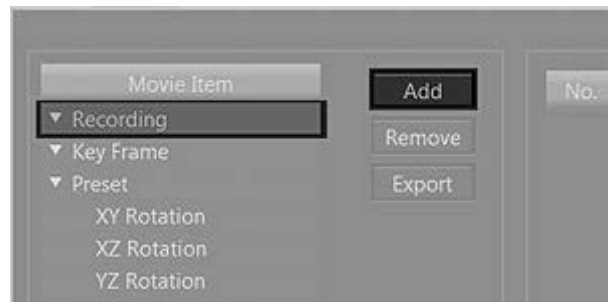 Movie Item
Recording
Key Frame
Preset
XY Rotation
XZ Rotation
YZ Rotation
Add
Remove
Export
No.